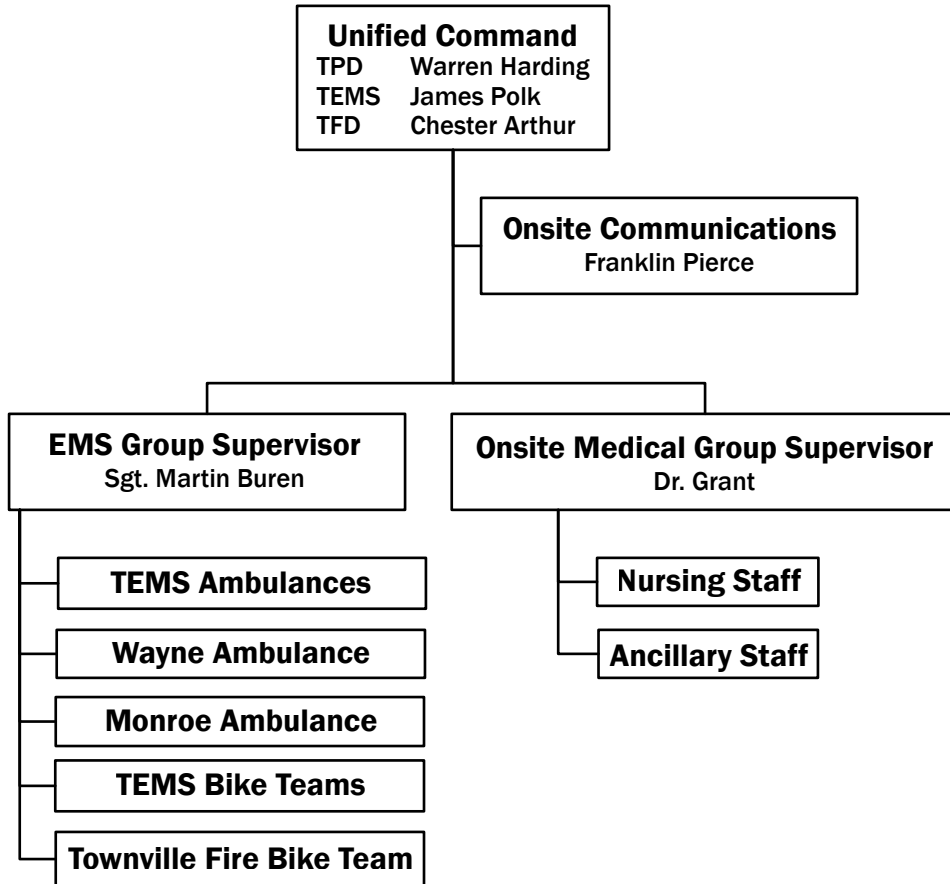 Unified Command
TPD Warren Harding
TEMS James Polk
TFD Chester Arthur
Onsite Communications
Franklin Pierce
EMS Group Supervisor
Sgt. Martin Buren
Onsite Medical Group Supervisor
Dr. Grant
TEMS Ambulances
Wayne Ambulance
Monroe Ambulance
TEMS Bike Teams
Townville Fire Bike Team
Nursing Staff
Ancillary Staff